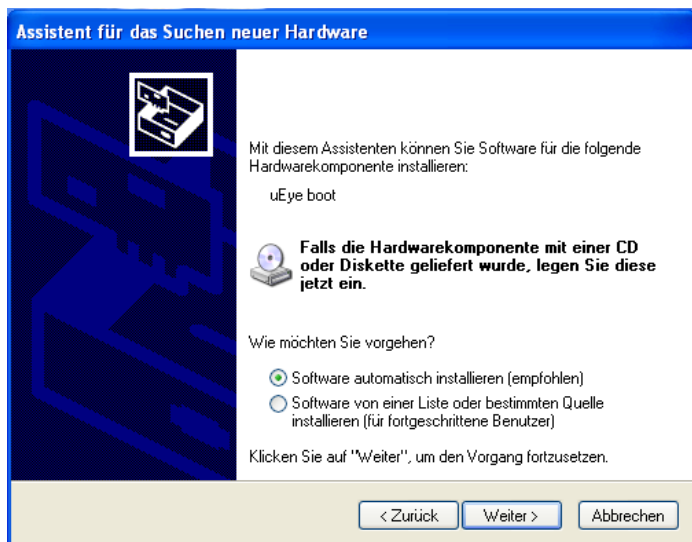 Assistent für das Suchen neuer Hardware
Mit diesem Assistenten können Sie Software für die folgende
Hardwarekomponente installieren:
uEye boot
Falls die Hardwarekomponente mit einer CD
oder Diskette geliefert wurde, legen Sie diese
jetzt ein.
Wie möchten Sie vorgehen?
Software automatisch installieren (empfohlen)
Software von einer Liste oder bestimmten Quelle
installieren (für fortgeschrittene Benutzer)
Klicken Sie auf "Weiter", um den Vorgang fortzusetzen.
< Zurück Weiter > Abbrechen